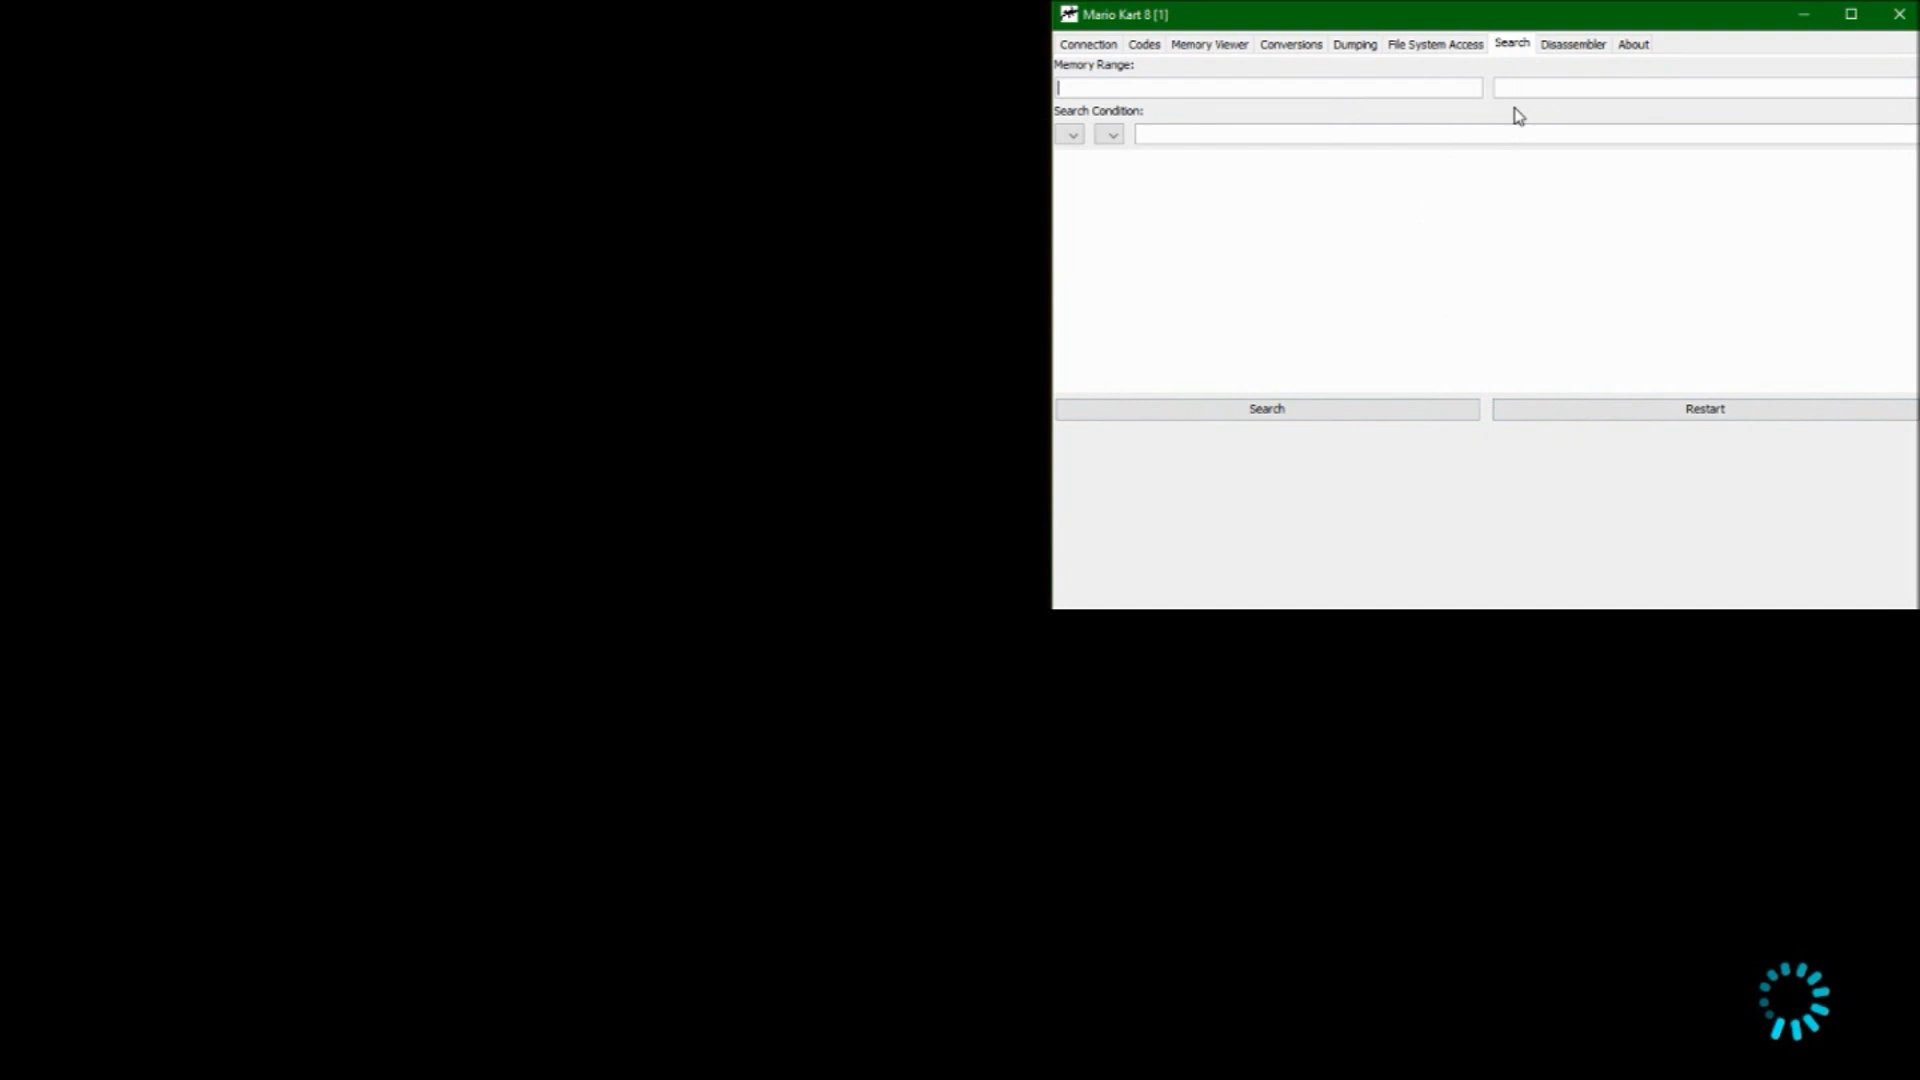 Mario Kart 8 [1]
Connection Codes Memory Viewer Conversions Dumping File System Access Search Disassembler About
Memory Range:
Search Condition:
Search Restart